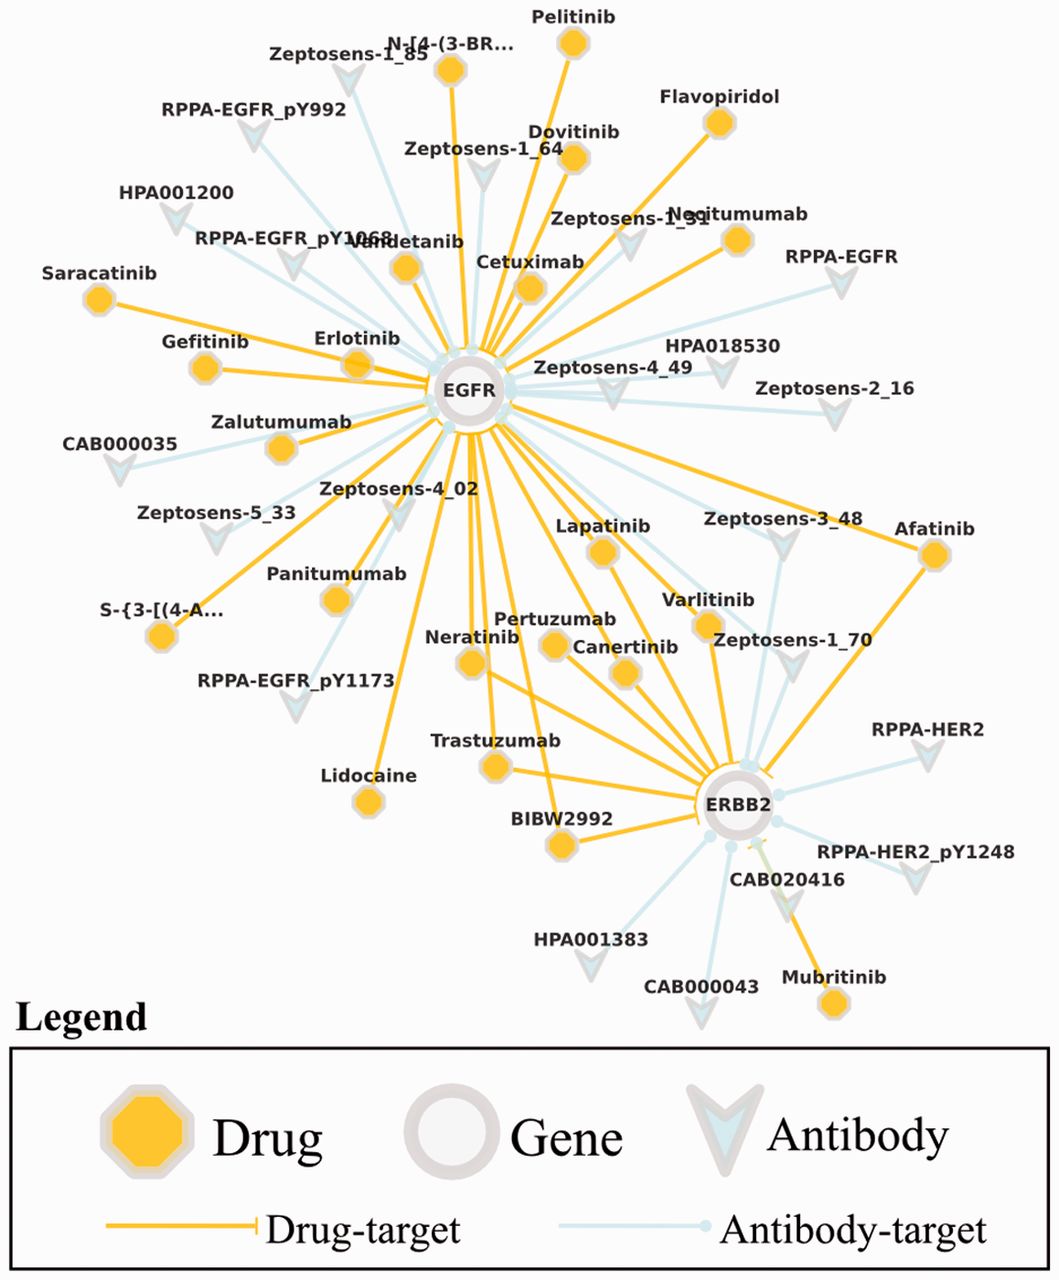 Pelitinib
N-[4-(3-BR...
Zeptosens-1_85
Flavopiridol
RPPA-EGFR_pY992
Dovitinib
Zeptosens-1_64
HPA001200
Necitumumab
Zeptosens-1_31
RPPA-EGFR_pY1068
Vandetanib
RPPA-EGFR
Cetuximab
Saracatinib
Erlotinib
Gefitinib
HPA018530
Zeptosens-4_49
EGFR
Zeptosens-2_16
Zalutumumab
CAB000035
Zeptosens-4_02
Zeptosens-5_33
Zeptosens-3_48
Lapatinib
Afatinib
Panitumumab
Varlitinib
S-{3-[(4-A...
Pertuzumab
Neratinib
Zeptosens-1_70
Canertinib
RPPA-EGFR_pY1173
RPPA-HER2
Trastuzumab
Lidocaine
ERBB2
BIBW2992
RPPA-HER2_pY1248
CAB020416
HPA001383
Mubritinib
CAB000043
Legend
Drug
Gene
Antibody
Drug-target
Antibody-target